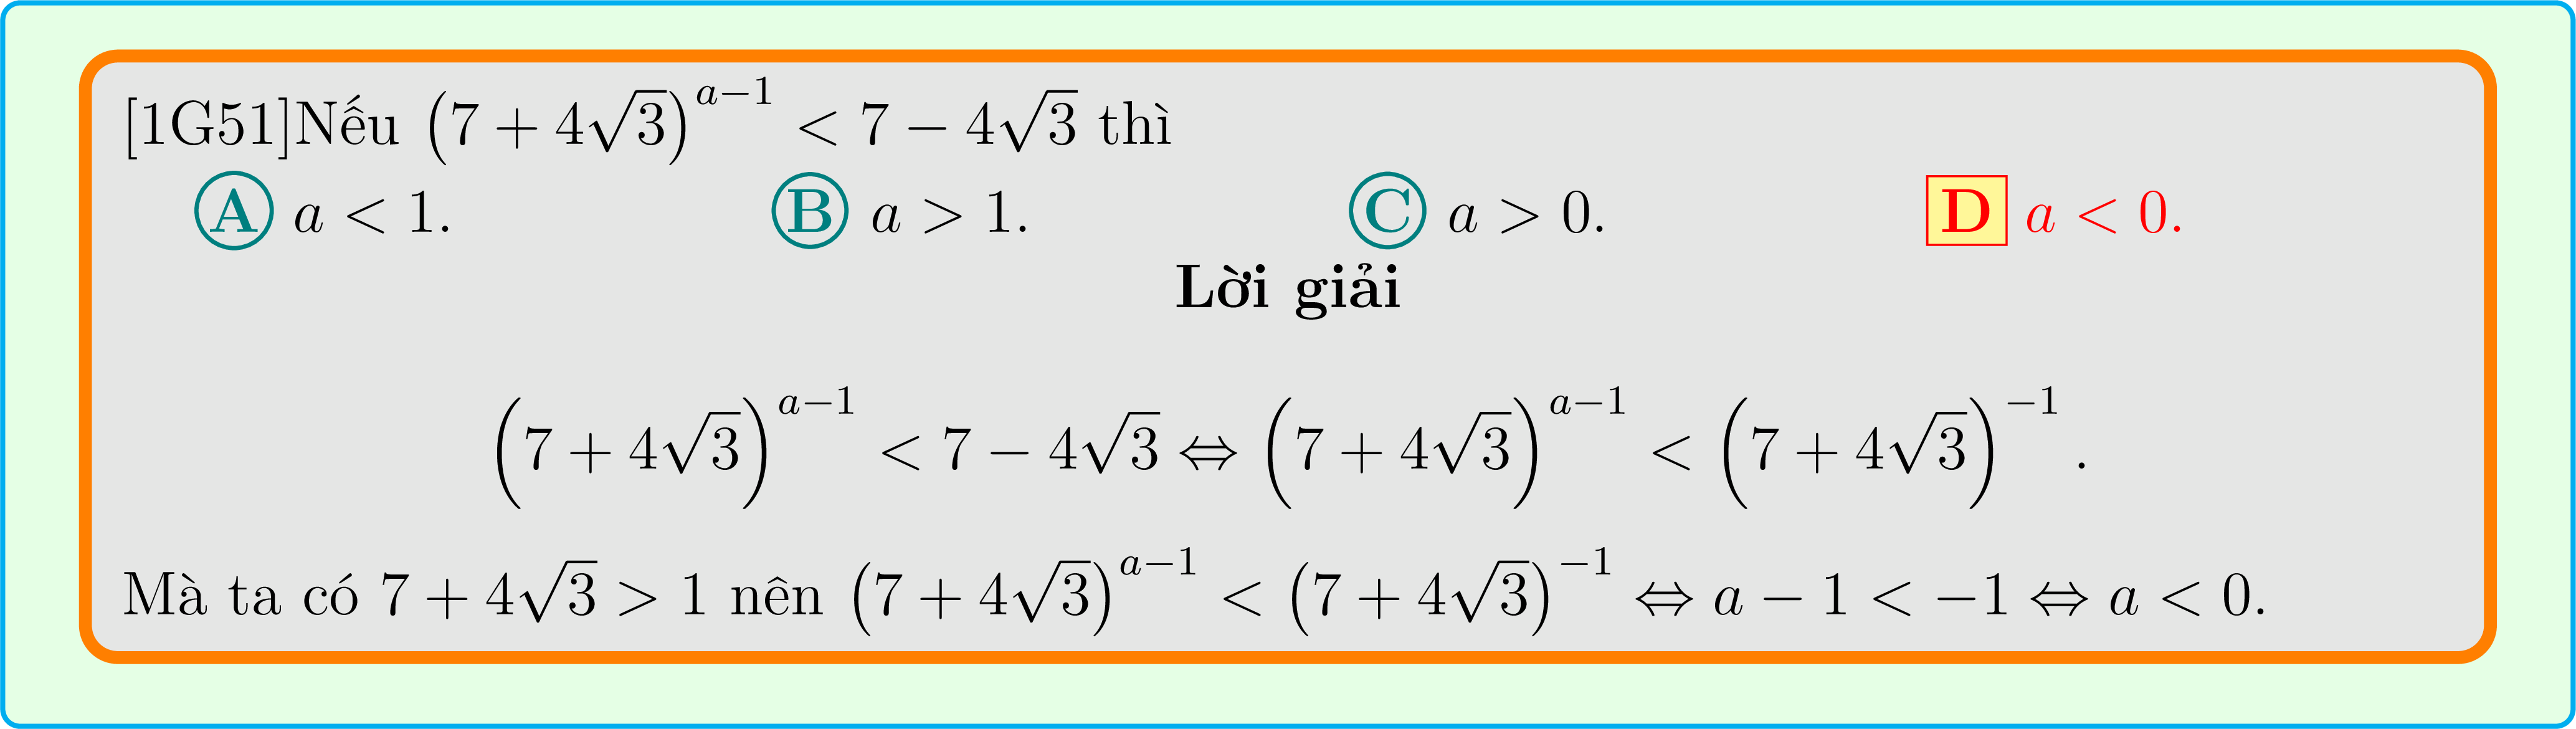 [1G51]Nếu $\left(7+4\sqrt{3}\right)^{a-1} < 7-4\sqrt{3}$ thì
A $a<1$. B $a>1$. C $a>0$. D $a<0$.
Lời giải
$\left(7+4\sqrt{3}\right)^{a-1} < 7-4\sqrt{3} \Leftrightarrow \left(7+4\sqrt{3}\right)^{a-1} < \left(7+4\sqrt{3}\right)^{-1}.$
Mà ta có $7+4\sqrt{3}>1$ nên $\left(7+4\sqrt{3}\right)^{a-1} < \left(7+4\sqrt{3}\right)^{-1} \Leftrightarrow a-1<-1 \Leftrightarrow a<0$.